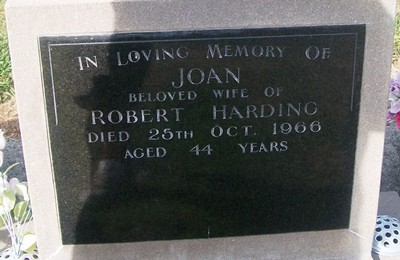 IN LOVING MEMORY OF
JOAN
BELOVED WIFE OF
ROBERT HARDING
DIED 25TH OCT. 1966
AGED 44 YEARS